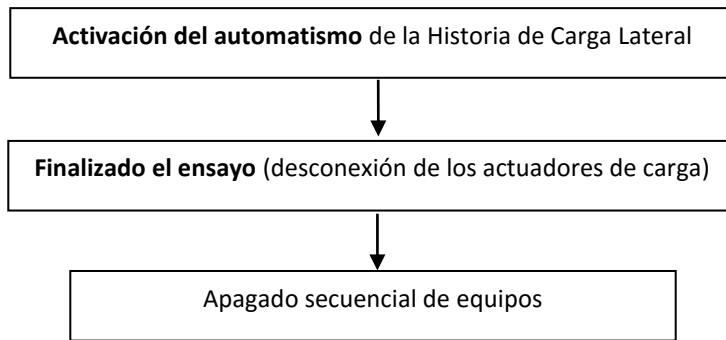 Activación del automatismo de la Historia de Carga Lateral
Finalizado el ensayo (desconexión de los actuadores de carga)
Apagado secuencial de equipos